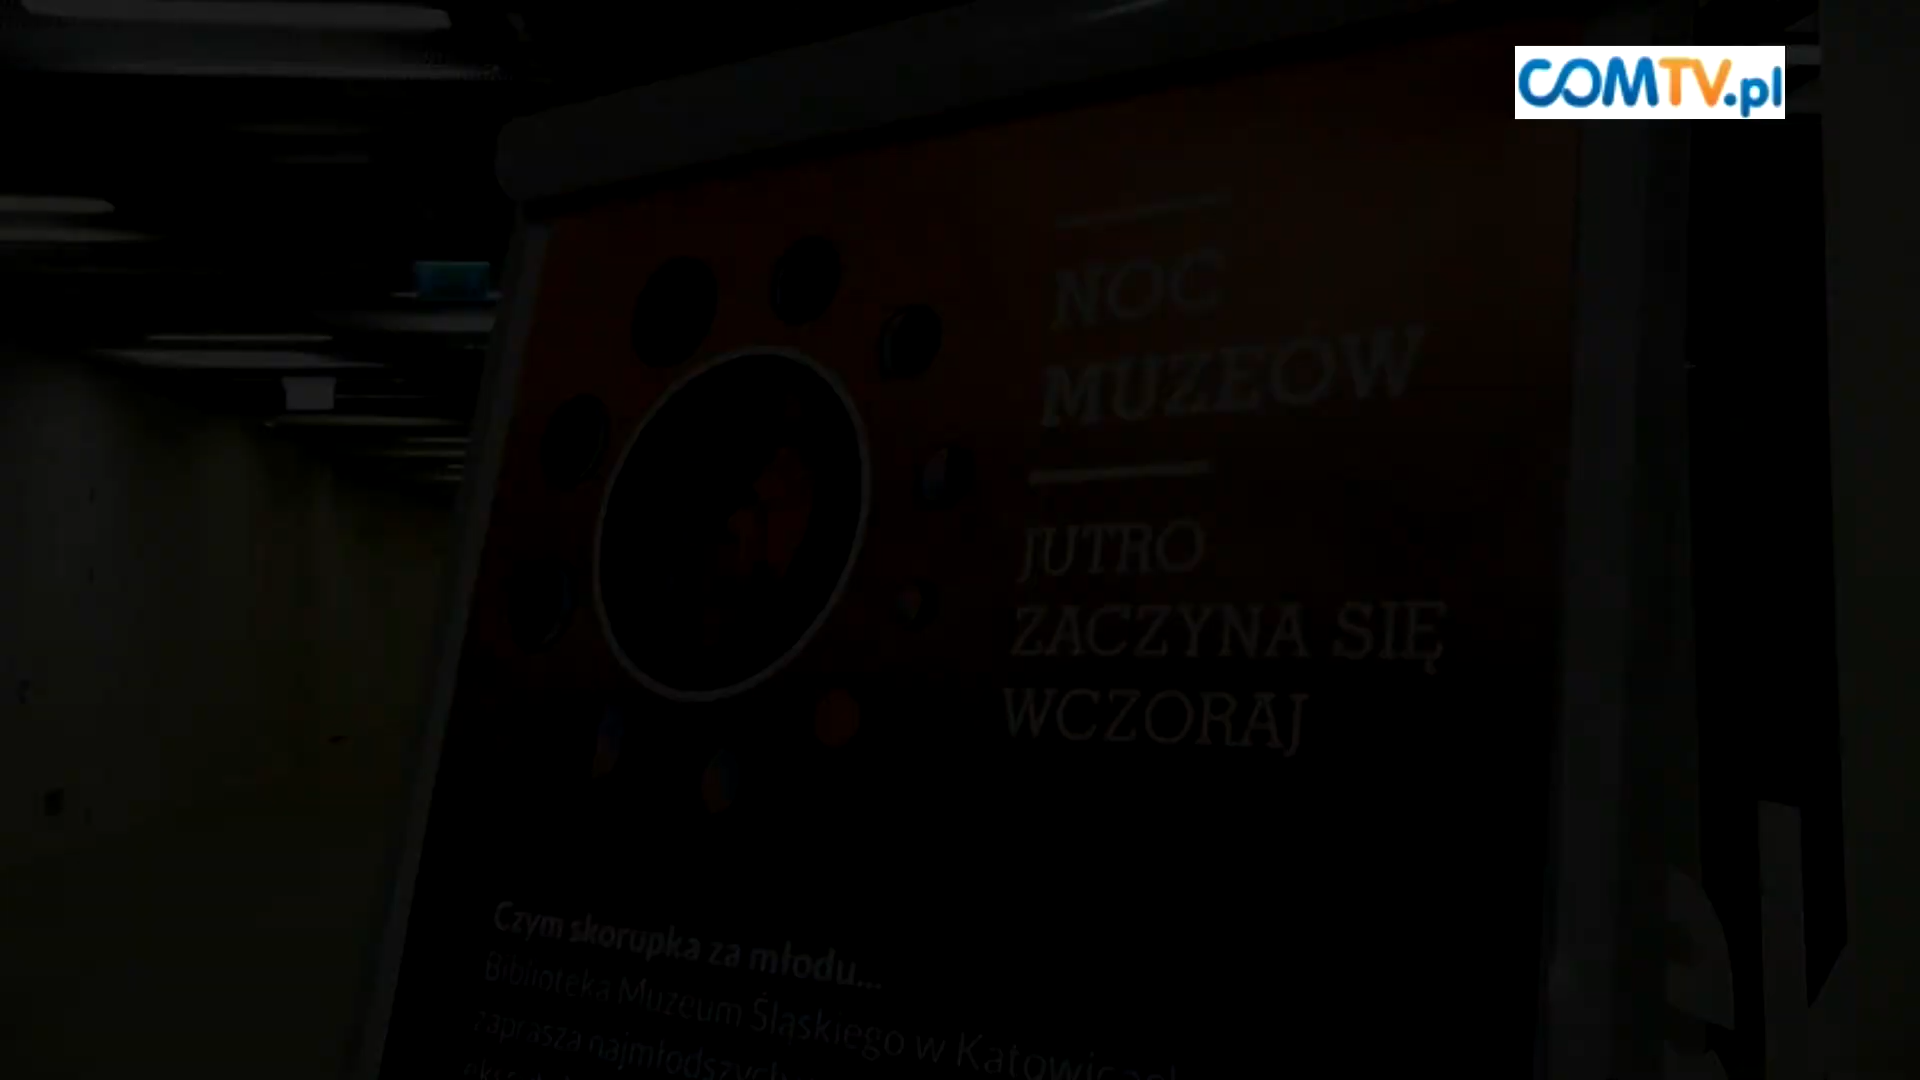 COMTV.pl
NOC
MUZEÓW
JUTRO
ZACZYNA SIĘ
WCZORAJ
Czym skorupka za młodu...
Biblioteka Muzeum Śląskiego w Katowicach
zaprasza najmłodszych